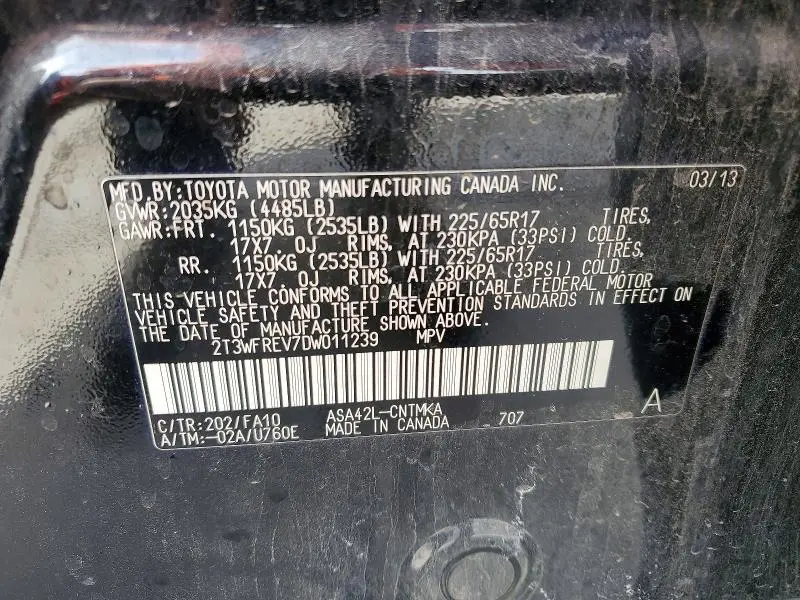 MFD.BY:TOYOTA MOTOR MANUFACTURING CANADA INC. 03/13
GVWR:2035KG (4485LB)
GAWR:FRT. 1150KG (2535LB) WITH 225/65R17 TIRES,
17X7.0J RIMS, AT 230KPA (33PSI) COLD.
RR. 1150KG (2535LB) WITH 225/65R17 TIRES,
17X7.0J RIMS, AT 230KPA (33PSI) COLD.
THIS VEHICLE CONFORMS TO ALL APPLICABLE FEDERAL MOTOR
VEHICLE SAFETY AND THEFT PREVENTION STANDARDS IN EFFECT ON
THE DATE OF MANUFACTURE SHOWN ABOVE.
2T3WFREV7DW011239 MPV
C/TR:202/FA10 ASA42L-CNTMKA A
A/TM:-02A/U760E MADE IN CANADA 707